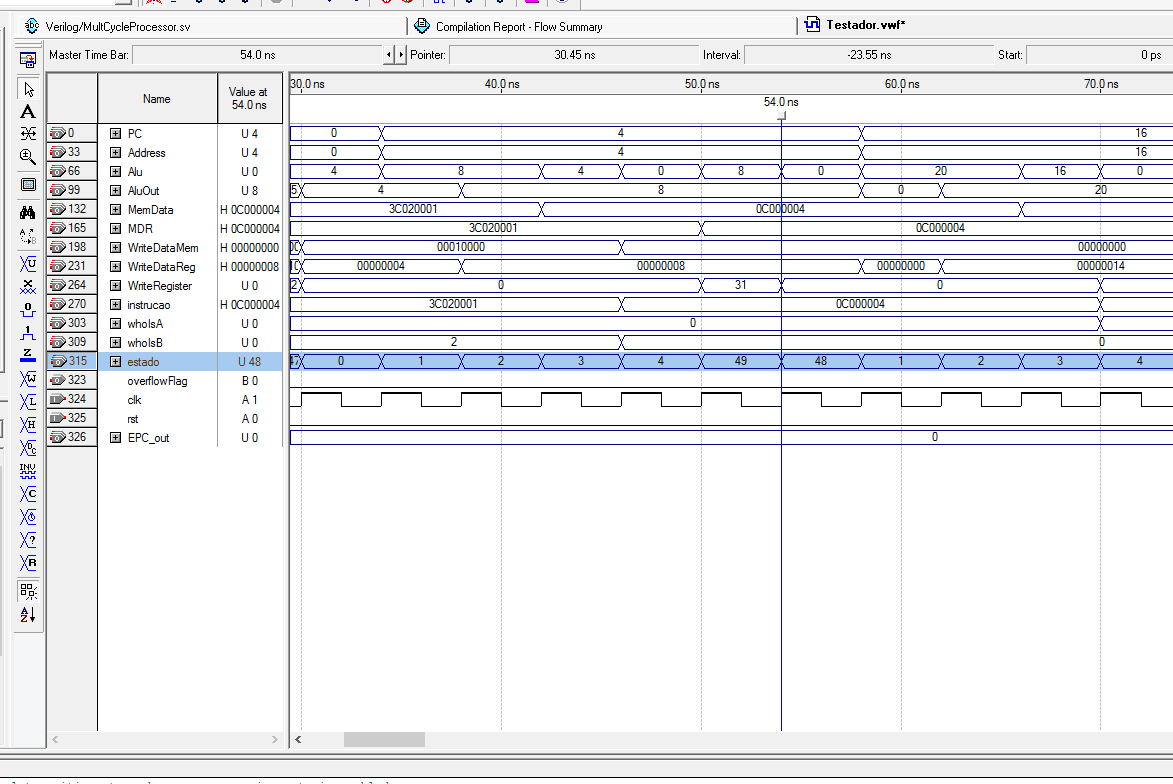 Verilog/MultCycleProcessor.sv
Compilation Report - Flow Summary
Testador.vwf*
Master Time Bar: 54.0 ns Pointer: 30.45 ns Interval: -23.55 ns Start: 0 ps
Name Value at 54.0 ns 30.0 ns 40.0 ns 50.0 ns 60.0 ns 70.0 ns
54.0 ns
0 PC U 4 0 4 16
33 Address U 4 0 4 16
66 Alu U 0 4 8 4 0 8 0 20 16 0
99 AluOut U 8 5 4 8 0 20
132 MemData H 0C000004 3C020001 0C000004
165 MDR H 0C000004 3C020001 0C000004
198 WriteDataMem H 00000000 00010000 00000000
231 WriteDataReg H 00000008 00000004 00000008 00000000 00000014
264 WriteRegister U 0 2 0 31 0
270 instrucao H 0C000004 3C020001 0C000004
303 whoIsA U 0 0
309 whoIsB U 0 2 0
315 estado U 48 0 1 2 3 4 49 48 1 2 3 4
323 overflowFlag B 0
324 clk A 1
325 rst A 0
326 EPC_out U 0 0